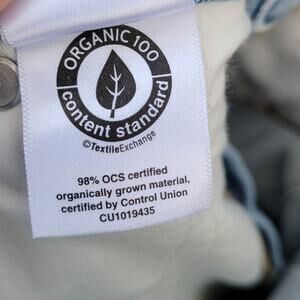 ORGANIC 100
content standard
©TextileExchange
98% OCS certified
organically grown material,
certified by Control Union
CU1019435